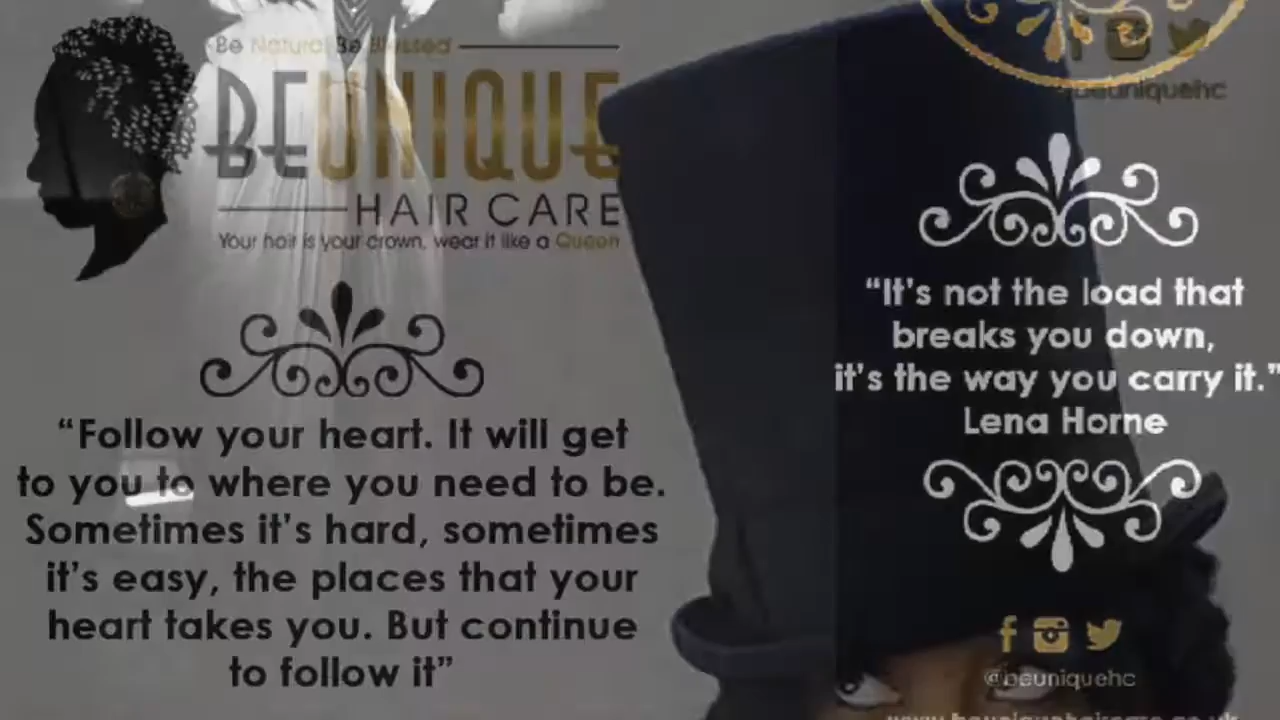 Be Natural Be Blessed
BEUNIQUE
HAIR CARE
Your hair is your crown, wear it like a Queen
“Follow your heart. It will get
to you to where you need to be.
Sometimes it's hard, sometimes
it's easy, the places that your
heart takes you. But continue
to follow it”
@beuniquehc
“It's not the load that
breaks you down,
it's the way you carry it.”
Lena Horne
@beuniquehc